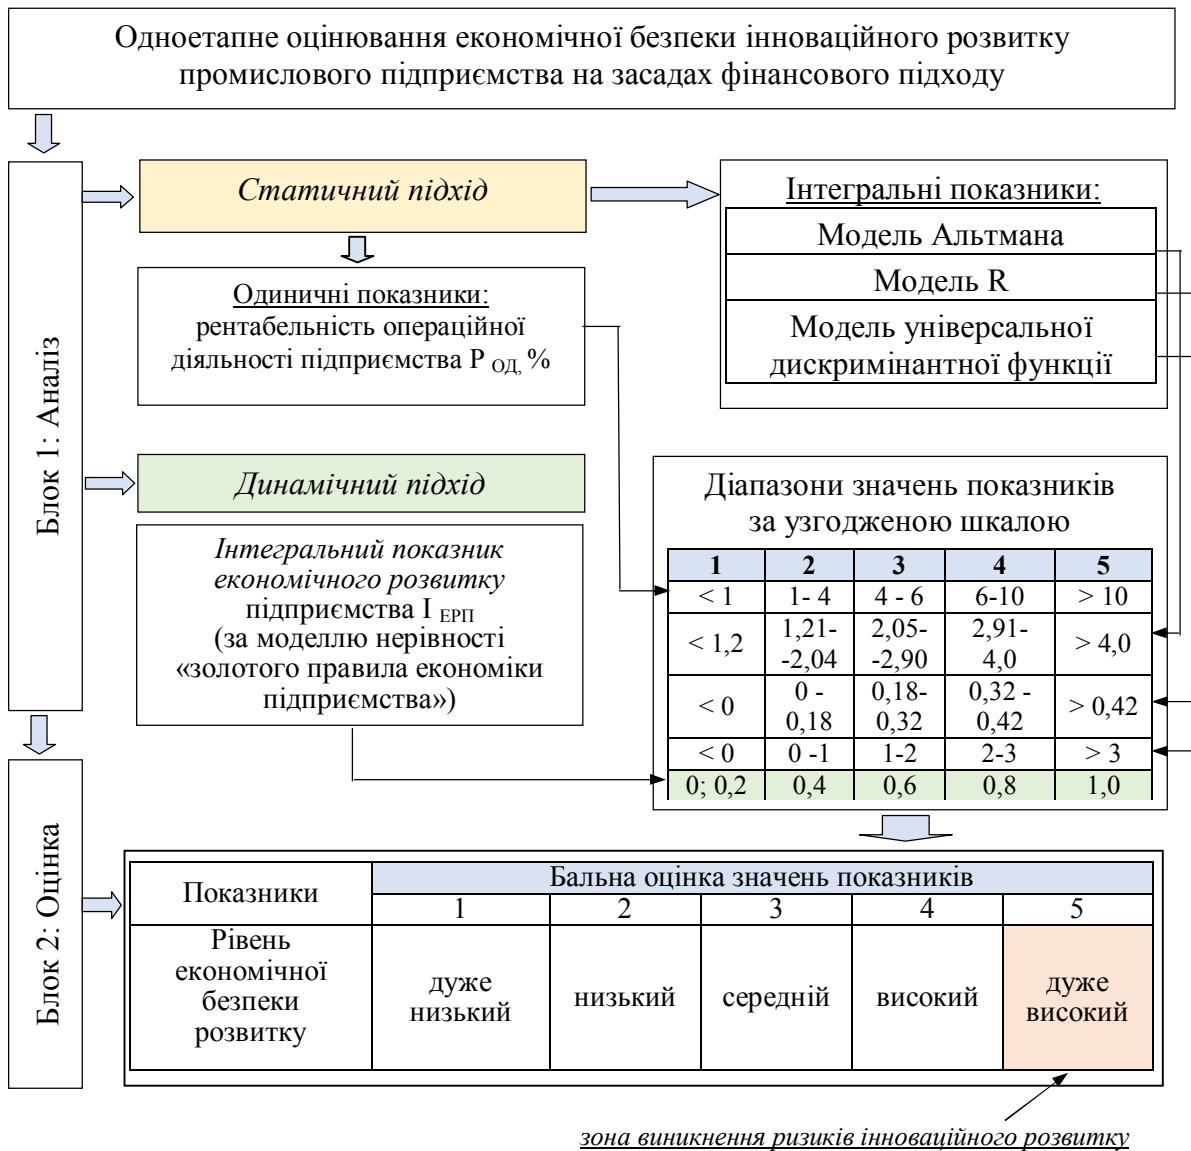 Одноетапне оцінювання економічної безпеки інноваційного розвитку
промислового підприємства на засадах фінансового підходу
Блок 1: Аналіз
Статичний підхід
Інтегральні показники:
Модель Альтмана
Модель R
Модель універсальної
дискримінантної функції
Одиничні показники:
рентабельність операційної
діяльності підприємства Р ОД, %
Динамічний підхід
Інтегральний показник
економічного розвитку
підприємства І ЕРП
(за моделлю нерівності
«золотого правила економіки
підприємства»)
Діапазони значень показників
за узгодженою шкалою
1 2 3 4 5
< 1 1- 4 4 - 6 6-10 > 10
< 1,2 1,21- 2,05- 2,91- > 4,0
-2,04 -2,90 4,0
< 0 0 - 0,18- 0,32 - > 0,42
0,18 0,32 0,42
< 0 0 -1 1-2 2-3 > 3
0; 0,2 0,4 0,6 0,8 1,0
Блок 2: Оцінка
Показники
Бальна оцінка значень показників
1 2 3 4 5
Рівень
економічної
безпеки
розвитку
дуже
низький
низький
середній
високий
дуже
високий
зона виникнення ризиків інноваційного розвитку